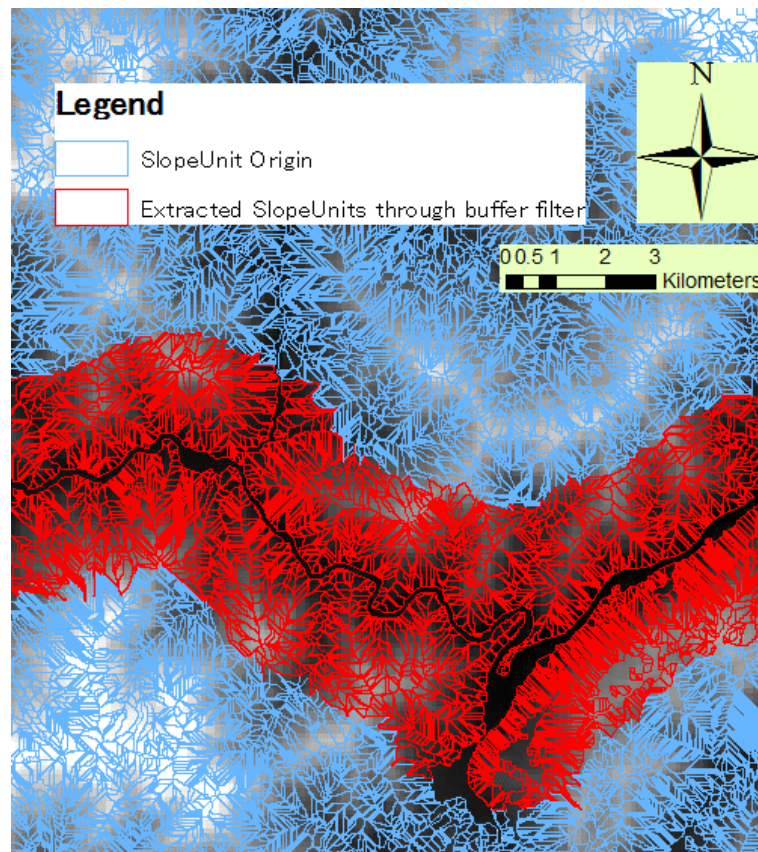 Legend
SlopeUnit Origin
Extracted SlopeUnits through buffer filter
N
0 0.5 1 2 3
Kilometers